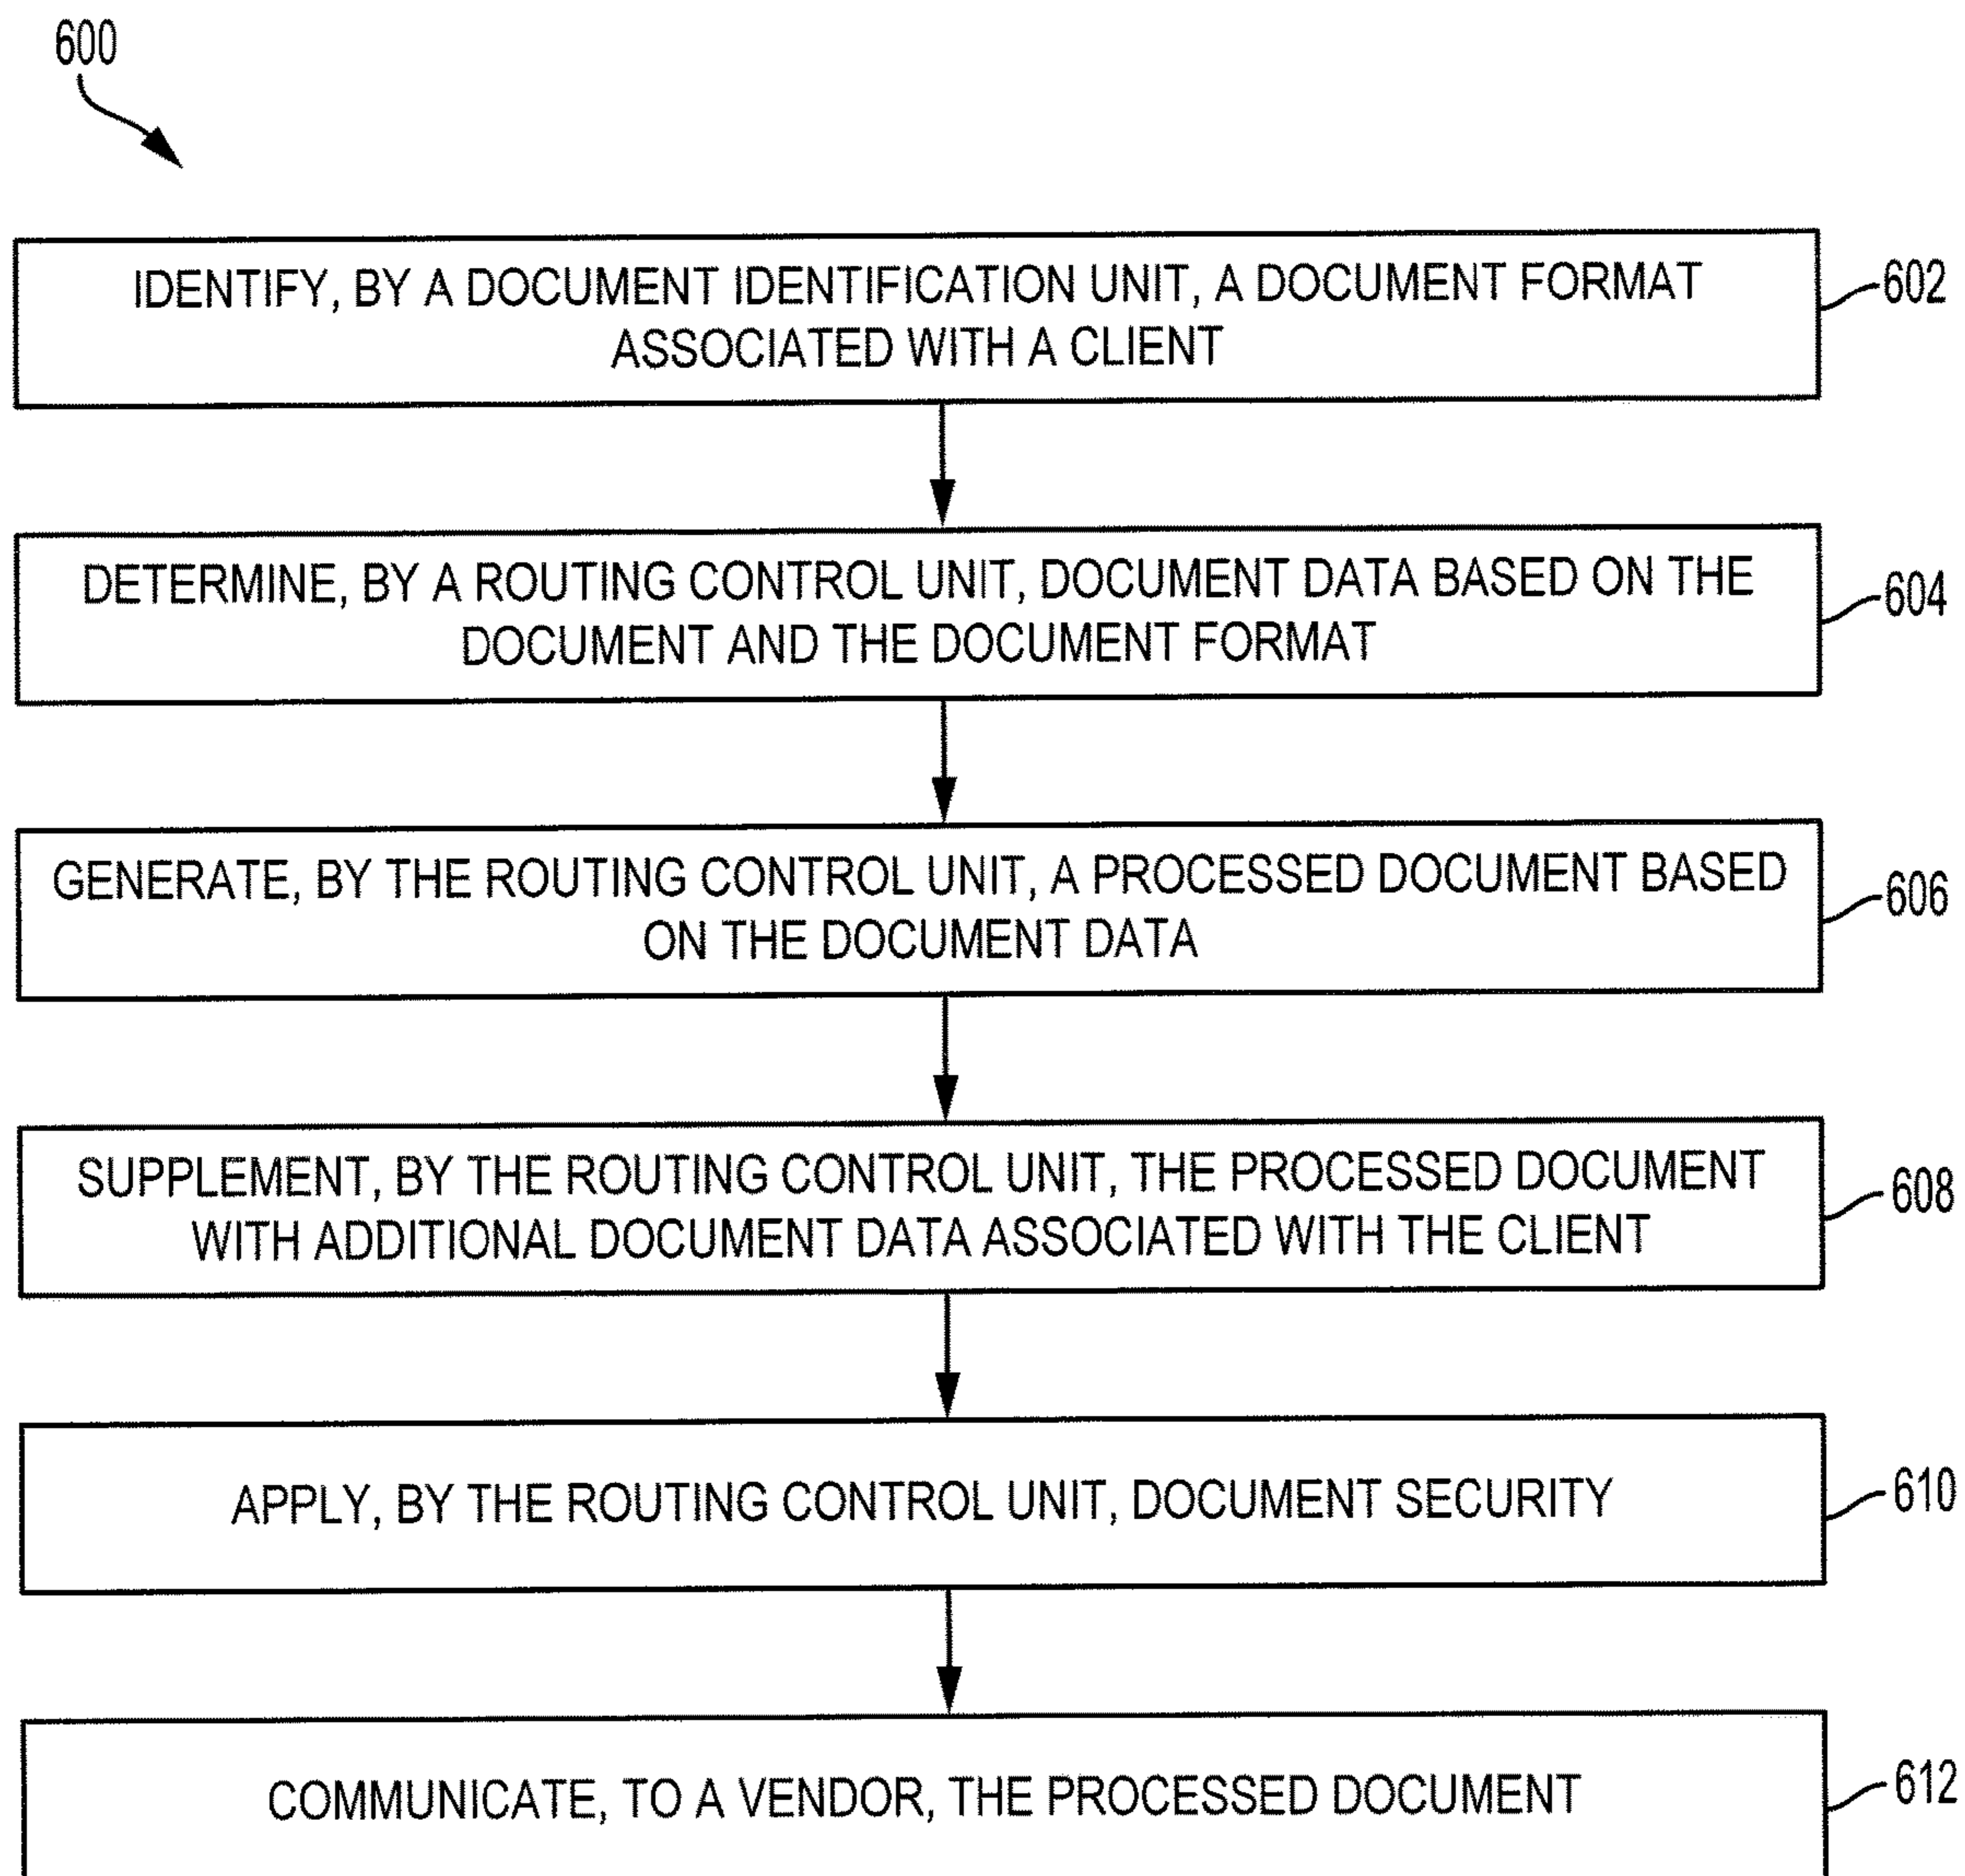 600
IDENTIFY, BY A DOCUMENT IDENTIFICATION UNIT, A DOCUMENT FORMAT
ASSOCIATED WITH A CLIENT
602
DETERMINE, BY A ROUTING CONTROL UNIT, DOCUMENT DATA BASED ON THE
DOCUMENT AND THE DOCUMENT FORMAT
604
GENERATE, BY THE ROUTING CONTROL UNIT, A PROCESSED DOCUMENT BASED
ON THE DOCUMENT DATA
606
SUPPLEMENT, BY THE ROUTING CONTROL UNIT, THE PROCESSED DOCUMENT
WITH ADDITIONAL DOCUMENT DATA ASSOCIATED WITH THE CLIENT
608
APPLY, BY THE ROUTING CONTROL UNIT, DOCUMENT SECURITY
610
COMMUNICATE, TO A VENDOR, THE PROCESSED DOCUMENT
612